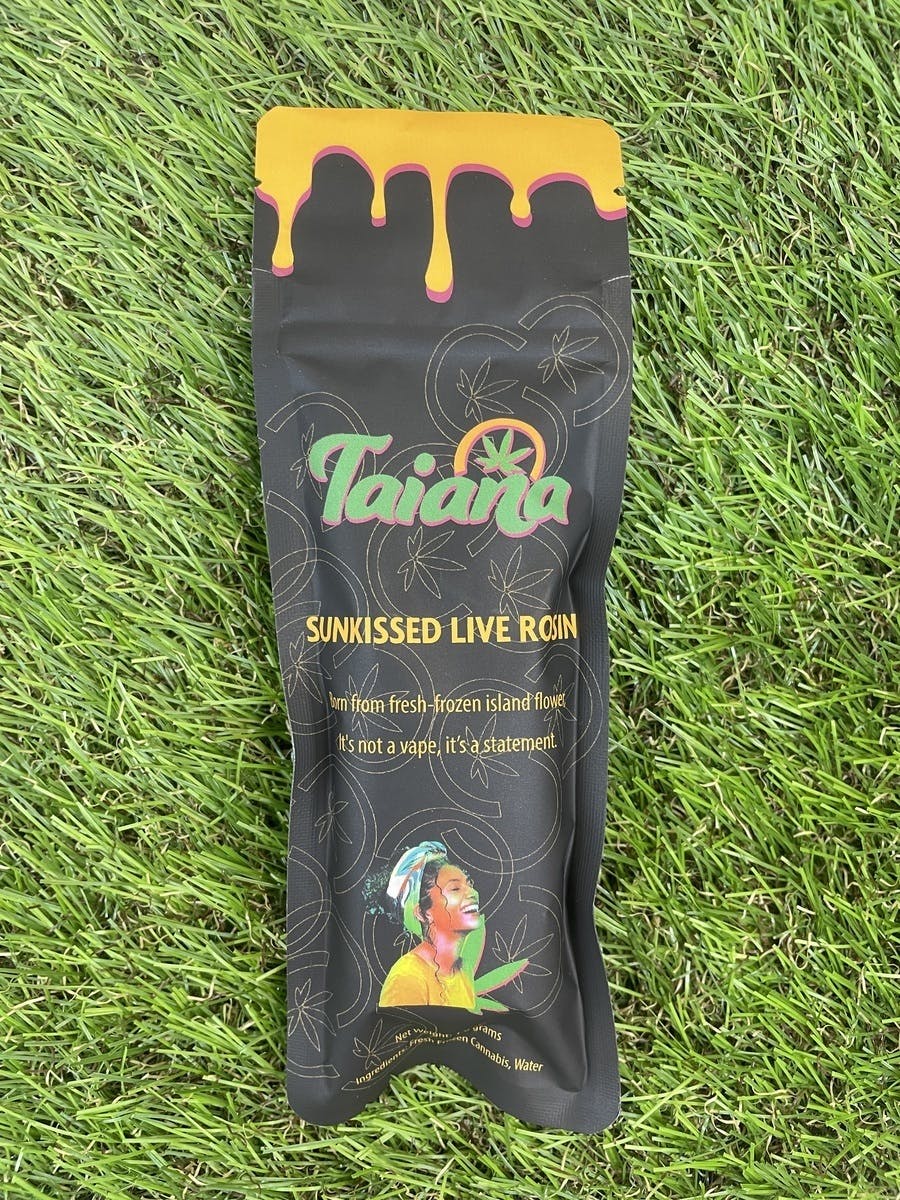 Taiana
SUNKISSED LIVE ROSIN
Born from fresh-frozen island flower
It's not a vape, it's a statement.
Net Weight grams
Ingredients: Fresh Frozen Cannabis, Water